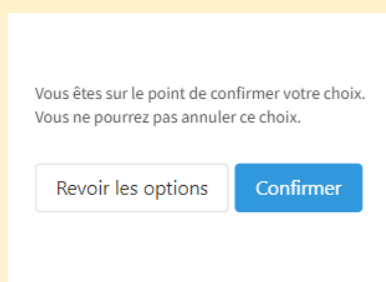 Vous êtes sur le point de confirmer votre choix.
Vous ne pourrez pas annuler ce choix.
Revoir les options
Confirmer